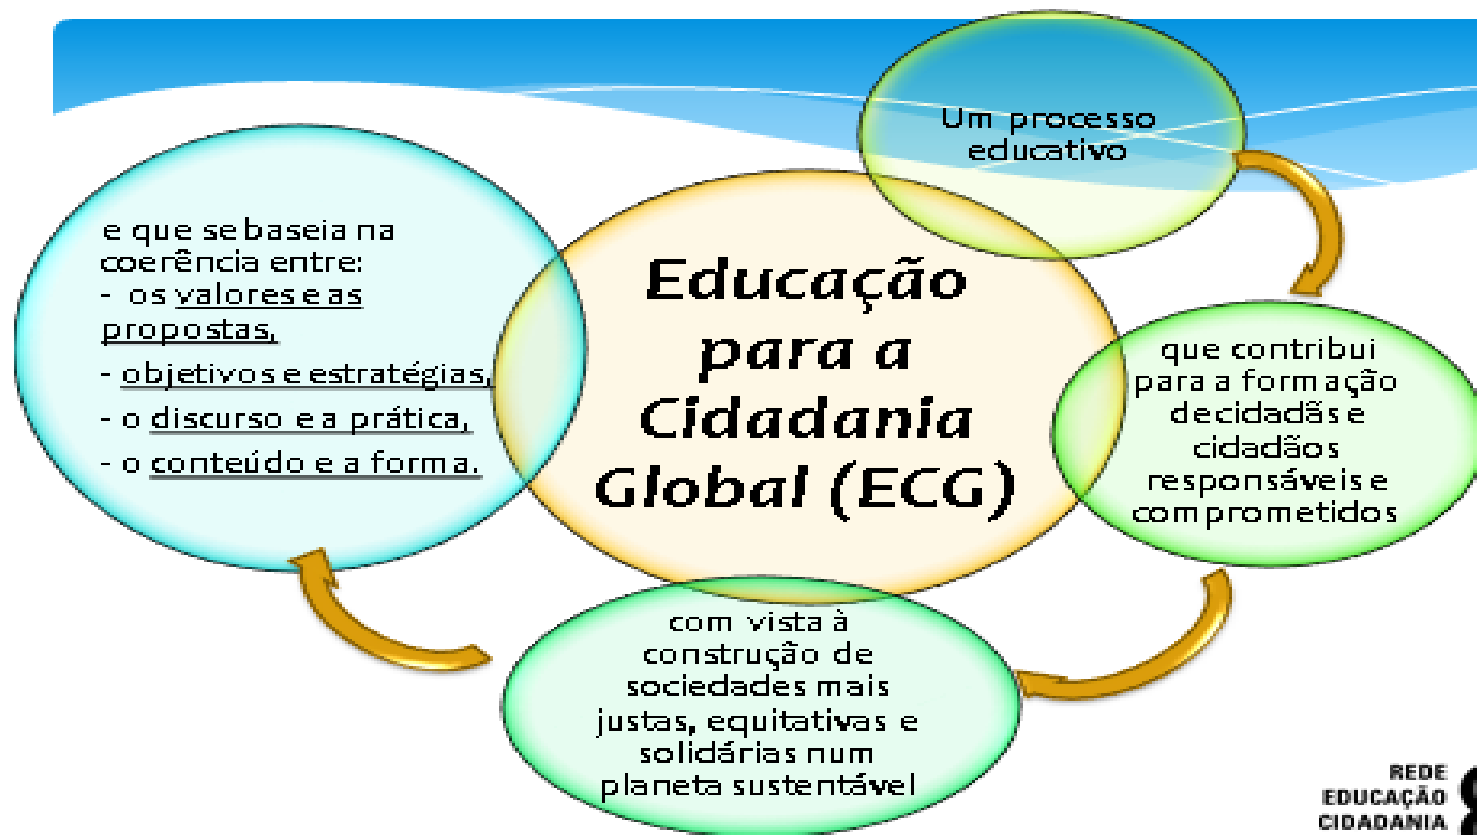 Um processo
educativo
Educação
para a
Cidadania
Global (ECG)
que contribui
para a formação
decidadãs e
cidadãos
responsáveis e
comprometidos
com vista à
construção de
sociedades mais
justas, equitativas e
solidárias num
planeta sustentável
e que se baseia na
coerência entre:
- os valores e as
propostas,
- objetivos e estratégias,
- o discurso e a prática,
- o conteúdo e a forma.
REDE
EDUCAÇÃO
CIDADANIA